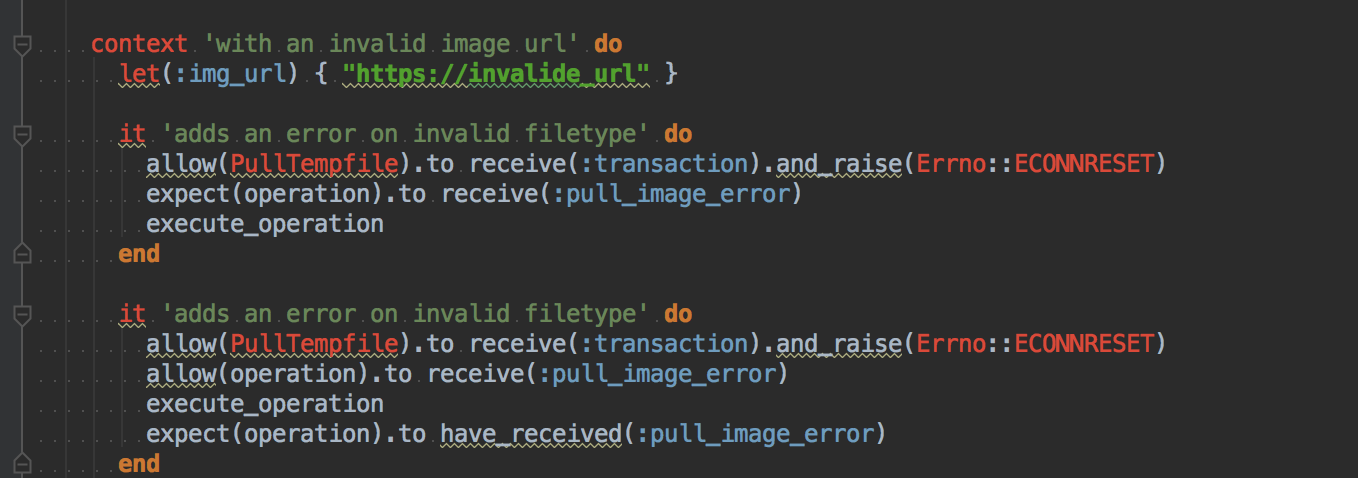 context 'with an invalid image url' do
let(:img_url) { "https://invalide_url" }
it 'adds an error on invalid filetype' do
allow(PullTempfile).to receive(:transaction).and_raise(Errno::ECONNRESET)
expect(operation).to receive(:pull_image_error)
execute_operation
end
it 'adds an error on invalid filetype' do
allow(PullTempfile).to receive(:transaction).and_raise(Errno::ECONNRESET)
allow(operation).to receive(:pull_image_error)
execute_operation
expect(operation).to have_received(:pull_image_error)
end